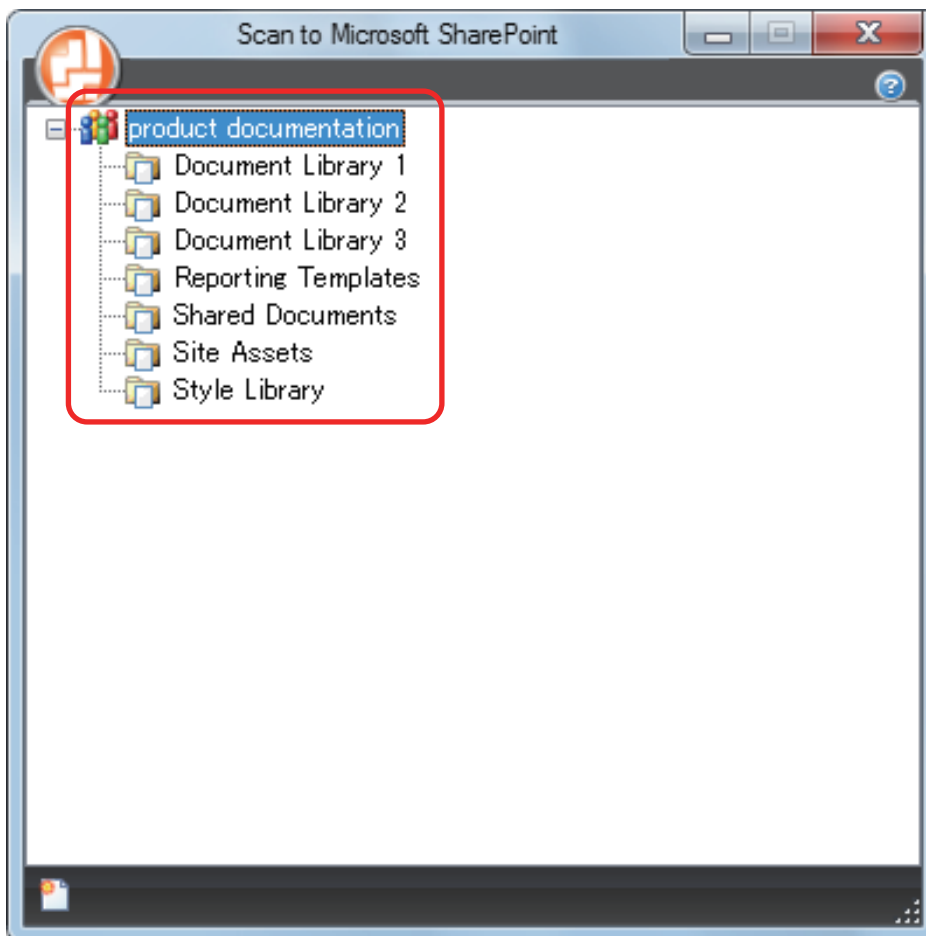 Scan to Microsoft SharePoint
product documentation
Document Library 1
Document Library 2
Document Library 3
Reporting Templates
Shared Documents
Site Assets
Style Library